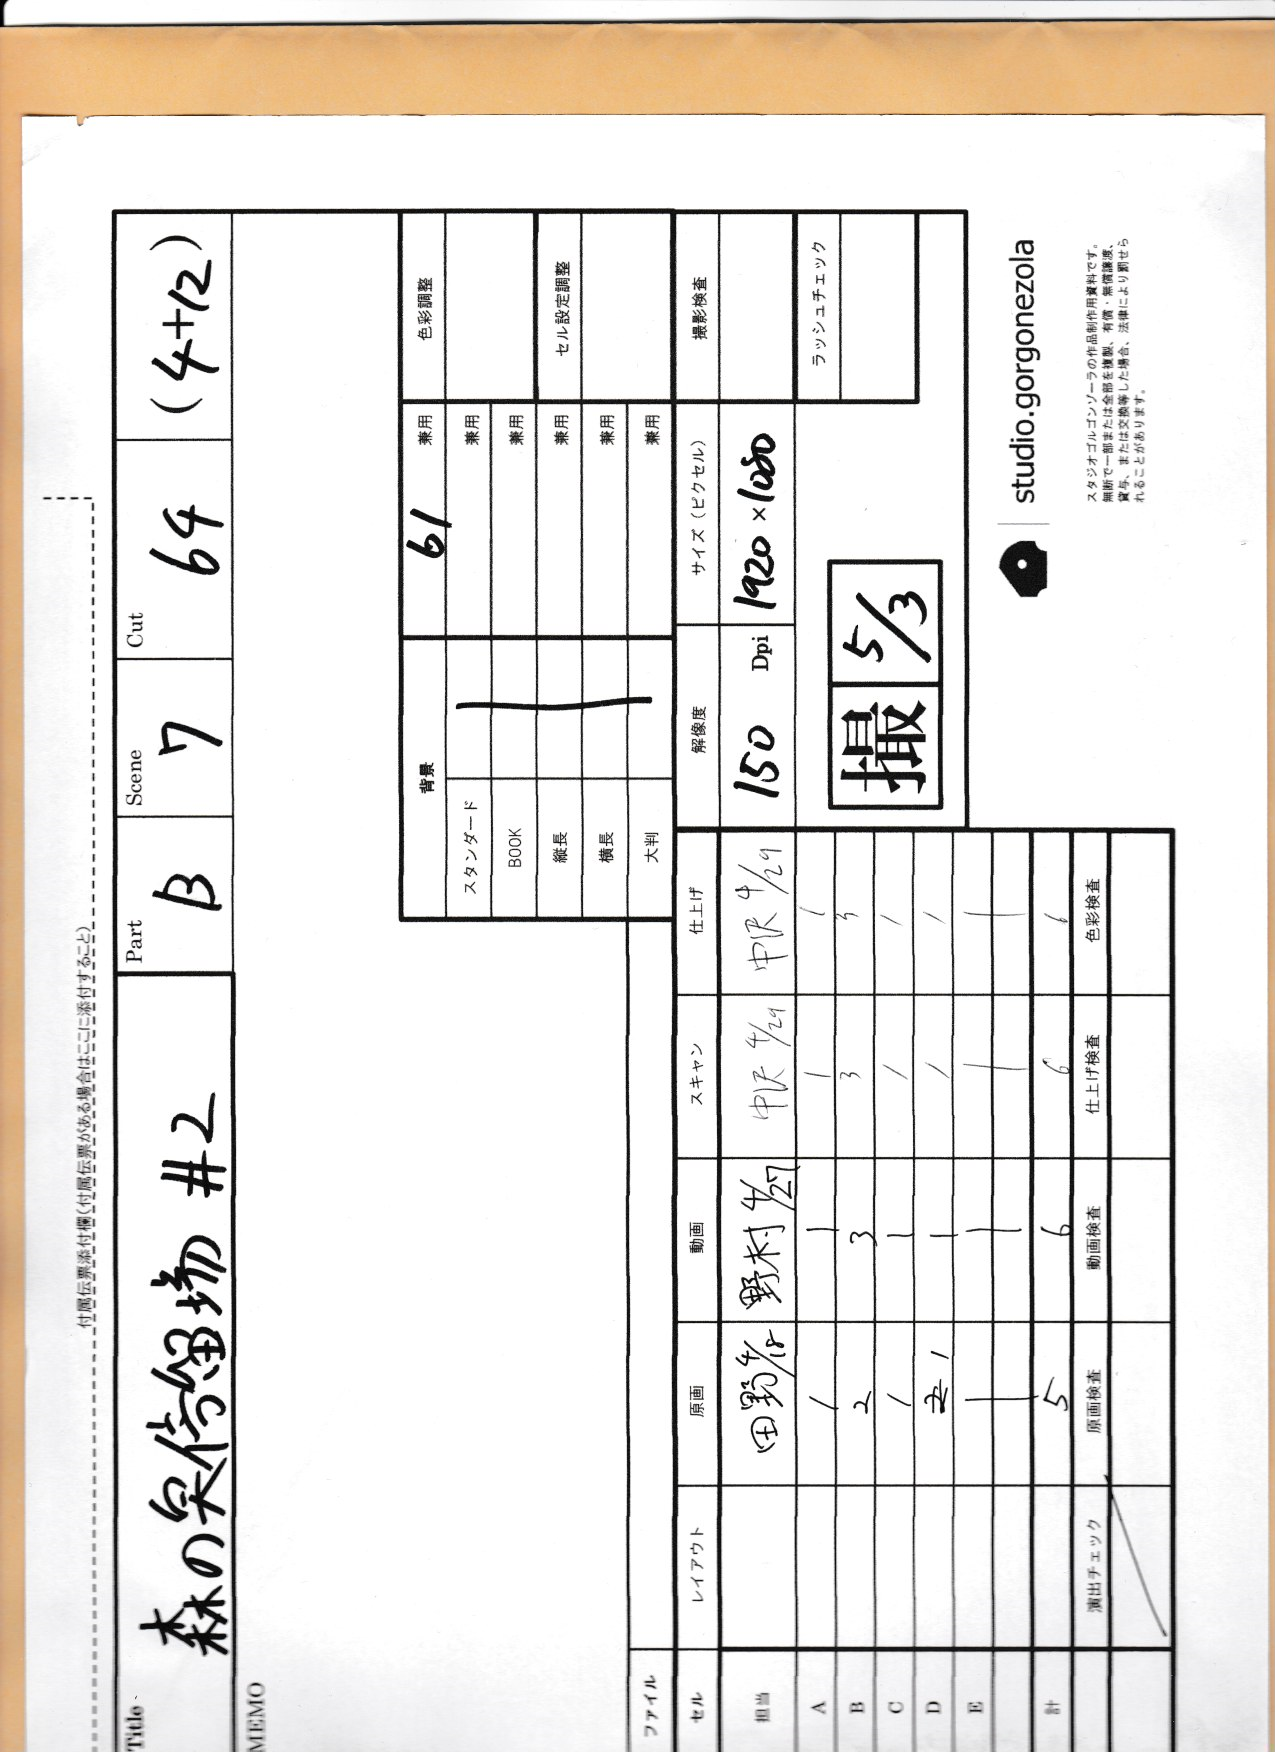 付属伝票添付欄(付属伝票がある場合はここに添付すること)
Title
森の安倍留場 #2
Part
B
Scene
7
Cut
64
(4+12)
MEMO
背景
兼用
61
色彩調整
スタンダード
兼用
BOOK
兼用
縦長
兼用
セル設定調整
横長
兼用
大判
兼用
ファイル
セル レイアウト 原画 動画 スキャン 仕上げ
解像度
サイズ(ピクセル)
撮影検査
担当 田野4/18 野村4/27 中沢 4/29 中沢 4/29
150 Dpi
1920×1080
A 1 1 1 1
B 2 3 3 3
C 1 1 1 1
D 1 1 1 1
E
計 5 6 6 6
ラッシュチェック
撮 5/3
演出チェック 原画検査 動画検査 仕上げ検査 色彩検査
studio.gorgonezola
スタジオゴルゴンゾーラの作品制作用資料です。
無断で一部または全部を複製、有償・無償譲渡、
貸与、または交換等した場合、法律により罰せら
れることがあります。